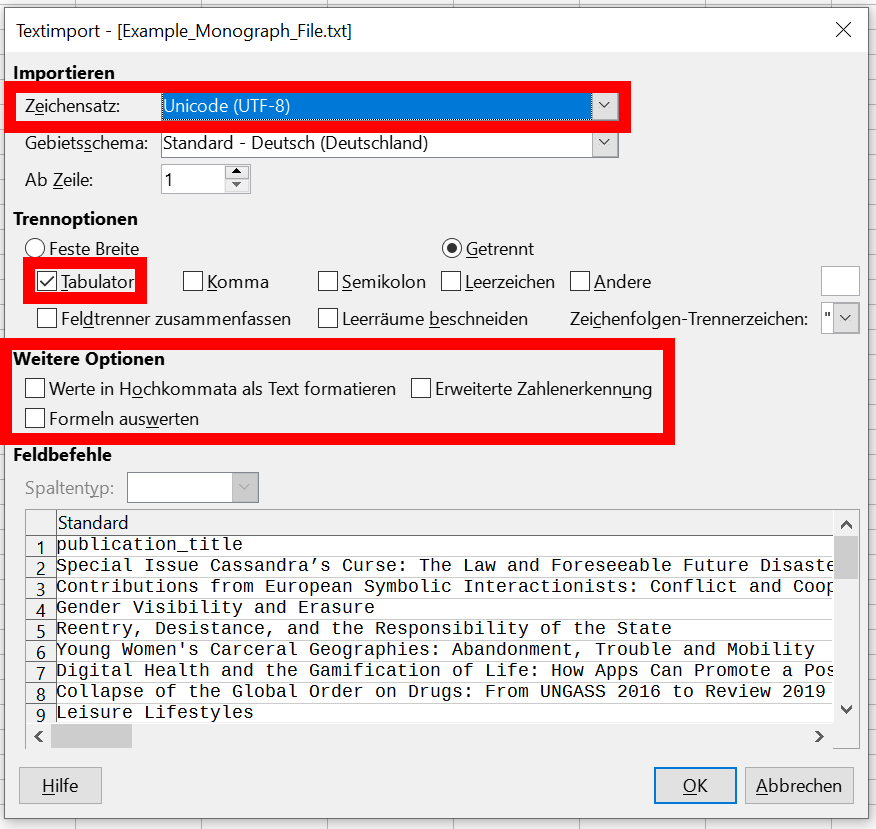 Textimport - [Example_Monograph_File.txt]
Importieren
Zeichensatz: Unicode (UTF-8)
Gebietsschema: Standard - Deutsch (Deutschland)
Ab Zeile: 1
Trennoptionen
Feste Breite Getrennt
Tabulator Komma Semikolon Leerzeichen Andere
Feldtrenner zusammenfassen Leerräume beschneiden Zeichenfolgen-Trennerzeichen: "
Weitere Optionen
Werte in Hochkommata als Text formatieren Erweiterte Zahlenerkennung
Formeln auswerten
Feldbefehle
Spaltentyp:
Standard
1 publication_title
2 Special Issue Cassandra’s Curse: The Law and Foreseeable Future Disaste
3 Contributions from European Symbolic Interactionists: Conflict and Coop
4 Gender Visibility and Erasure
5 Reentry, Desistance, and the Responsibility of the State
6 Young Women's Carceral Geographies: Abandonment, Trouble and Mobility
7 Digital Health and the Gamification of Life: How Apps Can Promote a Pos
8 Collapse of the Global Order on Drugs: From UNGASS 2016 to Review 2019
9 Leisure Lifestyles
Hilfe OK Abbrechen